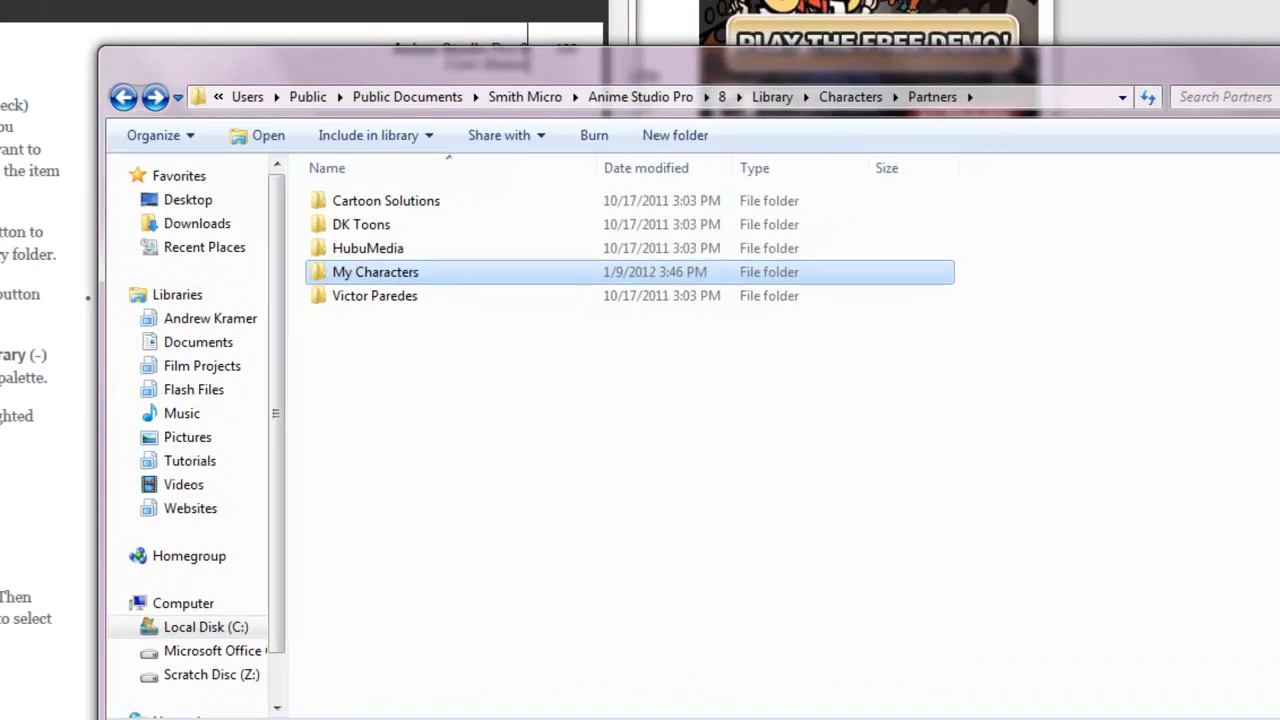 PLAY THE FREE DEMO!
eck)
ou
vant to
the item
tton to
ry folder.
button
rary (-)
palette.
ghted
Then
to select
« Users Public Public Documents Smith Micro Anime Studio Pro 8 Library Characters Partners
Search Partners
Organize Open Include in library Share with Burn New folder
Name Date modified Type Size
Favorites
Desktop
Downloads
Recent Places
Libraries
Andrew Kramer
Documents
Film Projects
Flash Files
Music
Pictures
Tutorials
Videos
Websites
Homegroup
Computer
Local Disk (C:)
Microsoft Office
Scratch Disc (Z:)
Cartoon Solutions 10/17/2011 3:03 PM File folder
DK Toons 10/17/2011 3:03 PM File folder
HubuMedia 10/17/2011 3:03 PM File folder
My Characters 1/9/2012 3:46 PM File folder
Victor Paredes 10/17/2011 3:03 PM File folder